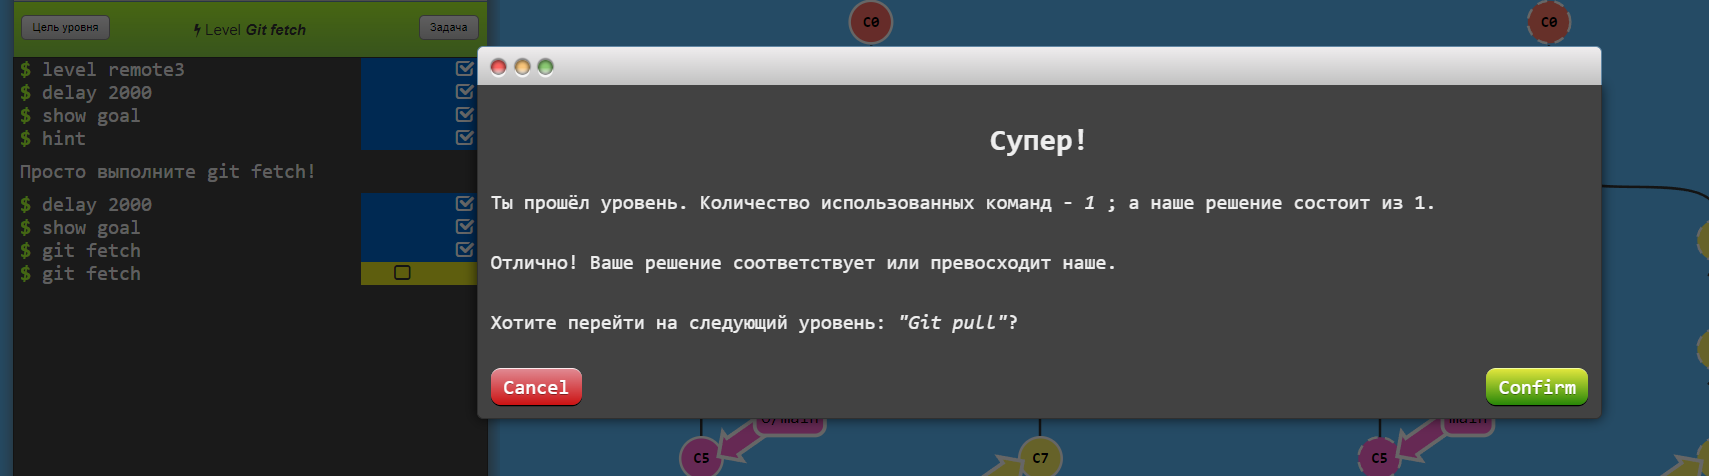 Цель уровня
Level Git fetch
Задача
$ level remote3
$ delay 2000
$ show goal
$ hint
Просто выполните git fetch!
$ delay 2000
$ show goal
$ git fetch
$ git fetch
C0
C0
Супер!
Ты прошёл уровень. Количество использованных команд - 1 ; а наше решение состоит из 1.
Отлично! Ваше решение соответствует или превосходит наше.
Хотите перейти на следующий уровень: "Git pull"?
Cancel
Confirm
o/main
main
C5
C7
C5